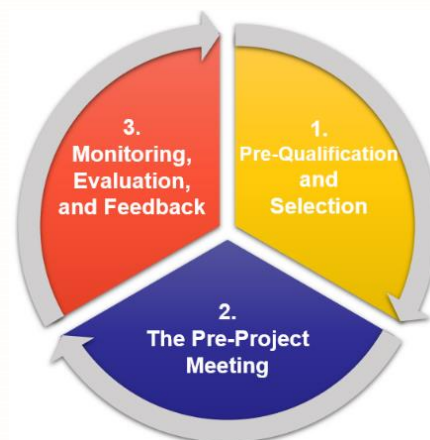 1.
Pre-Qualification
and
Selection
2.
The Pre-Project
Meeting
3.
Monitoring,
Evaluation,
and Feedback